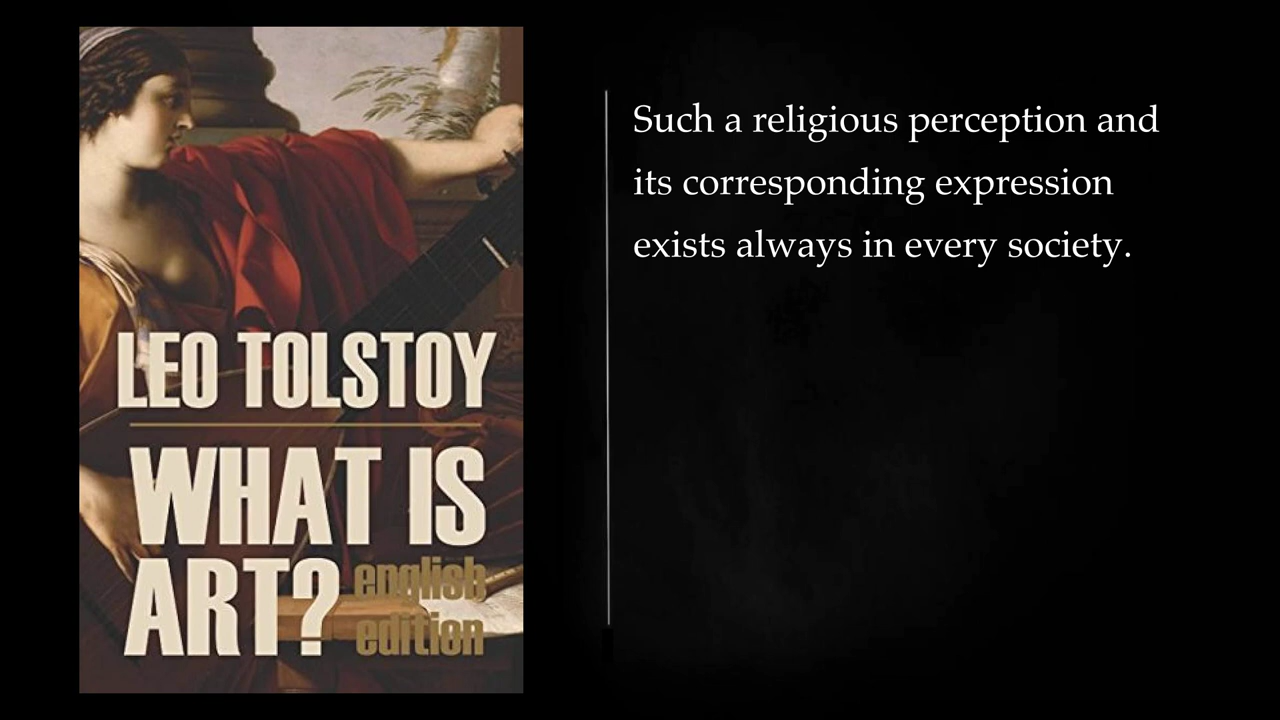 LEO TOLSTOY
WHAT IS
ART?
english
edition
Such a religious perception and
its corresponding expression
exists always in every society.